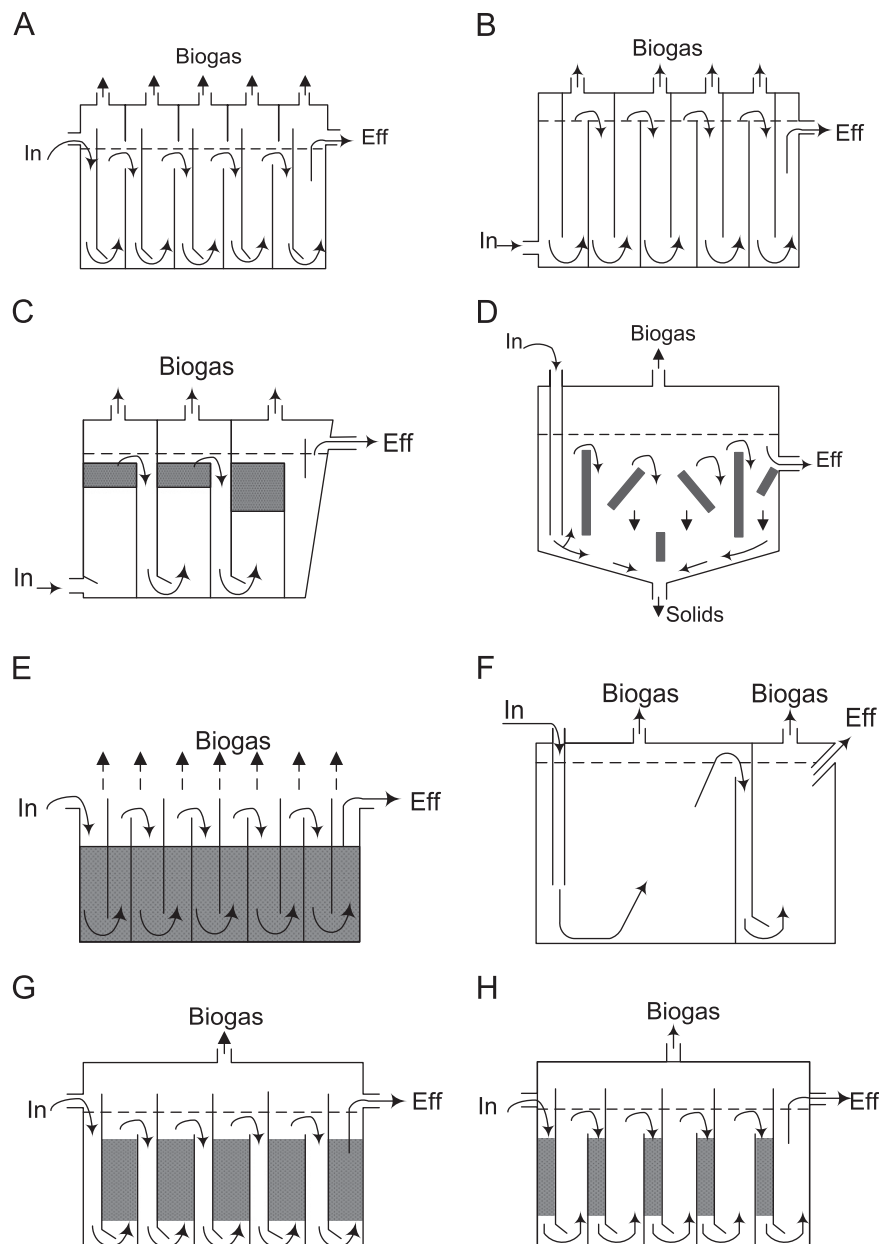 A
Biogas
In
Eff
B
Biogas
Eff
In
C
Biogas
Eff
In
D
In
Biogas
Eff
Solids
E
Biogas
In
Eff
F
In
Biogas
Biogas
Eff
G
Biogas
In
Eff
H
Biogas
In
Eff